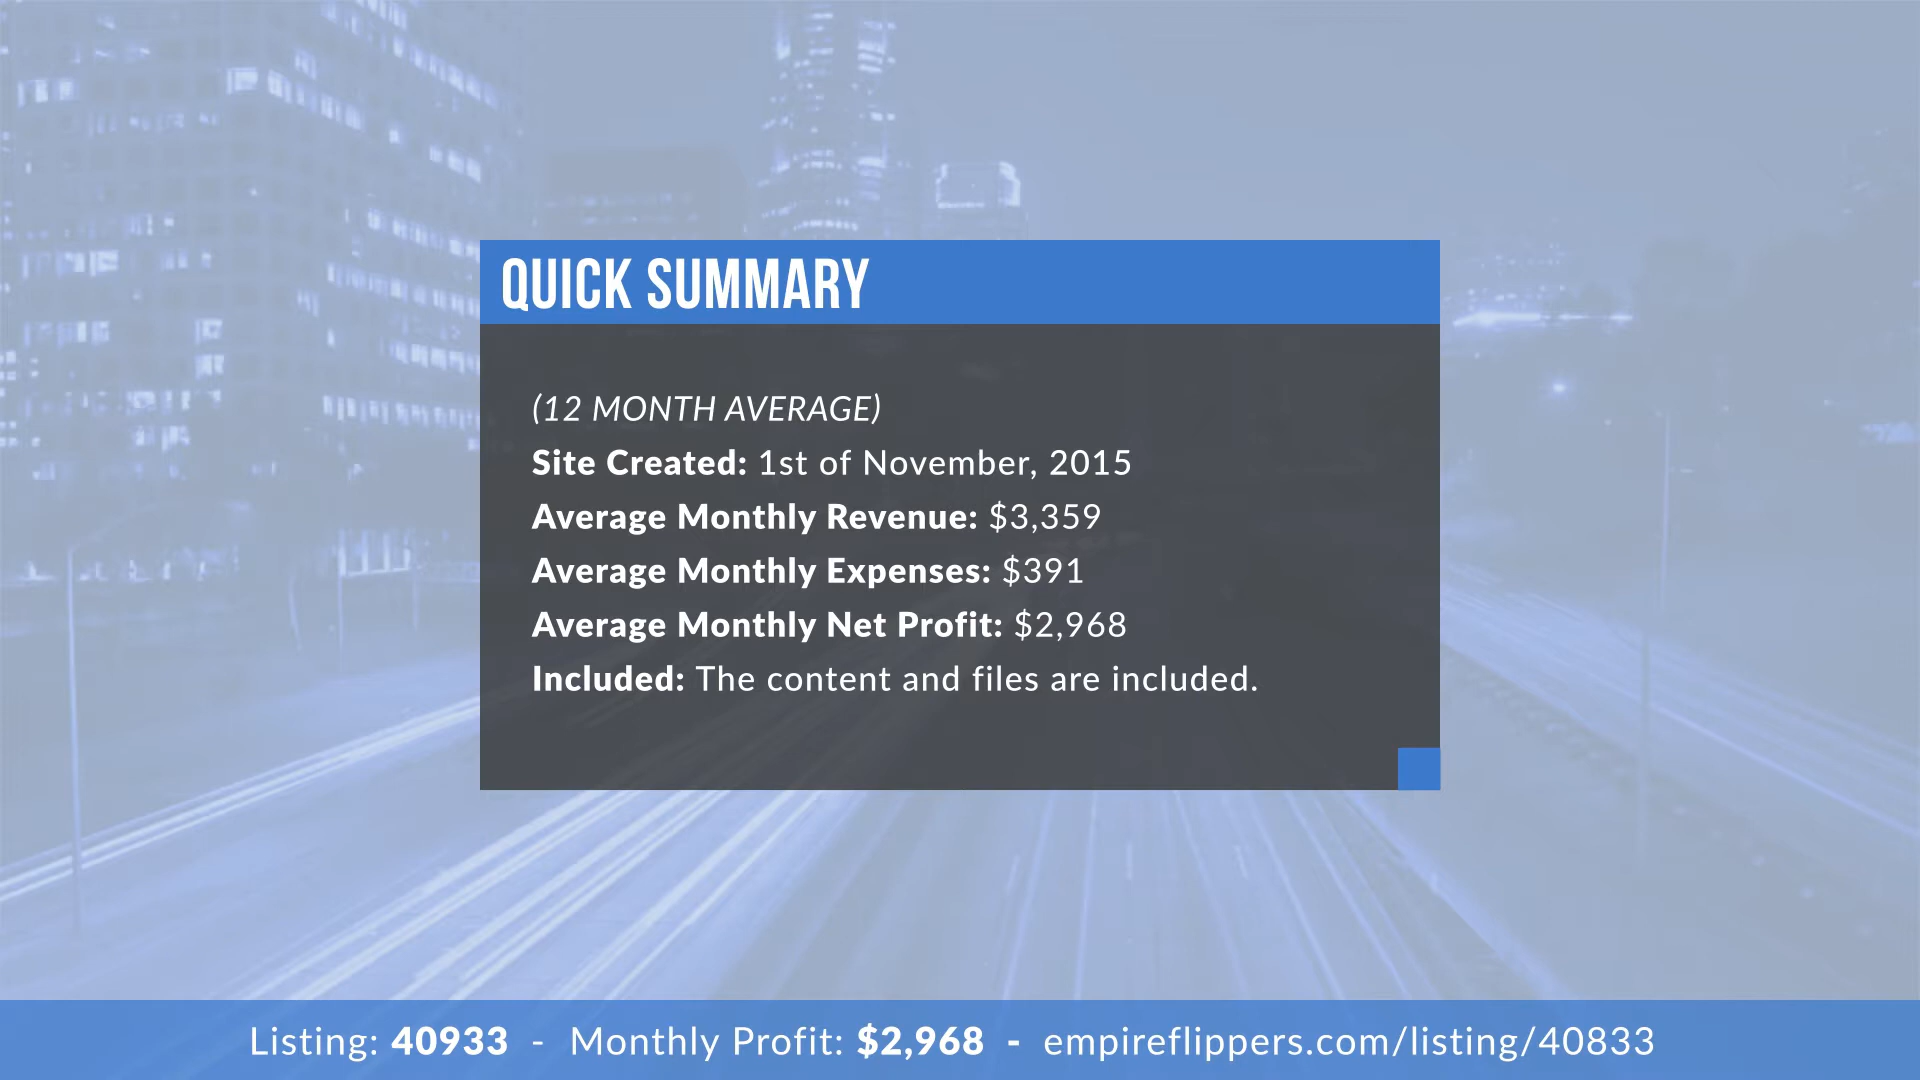 QUICK SUMMARY
(12 MONTH AVERAGE)
Site Created: 1st of November, 2015
Average Monthly Revenue: $3,359
Average Monthly Expenses: $391
Average Monthly Net Profit: $2,968
Included: The content and files are included.
Listing: 40933 - Monthly Profit: $2,968 - empireflippers.com/listing/40833